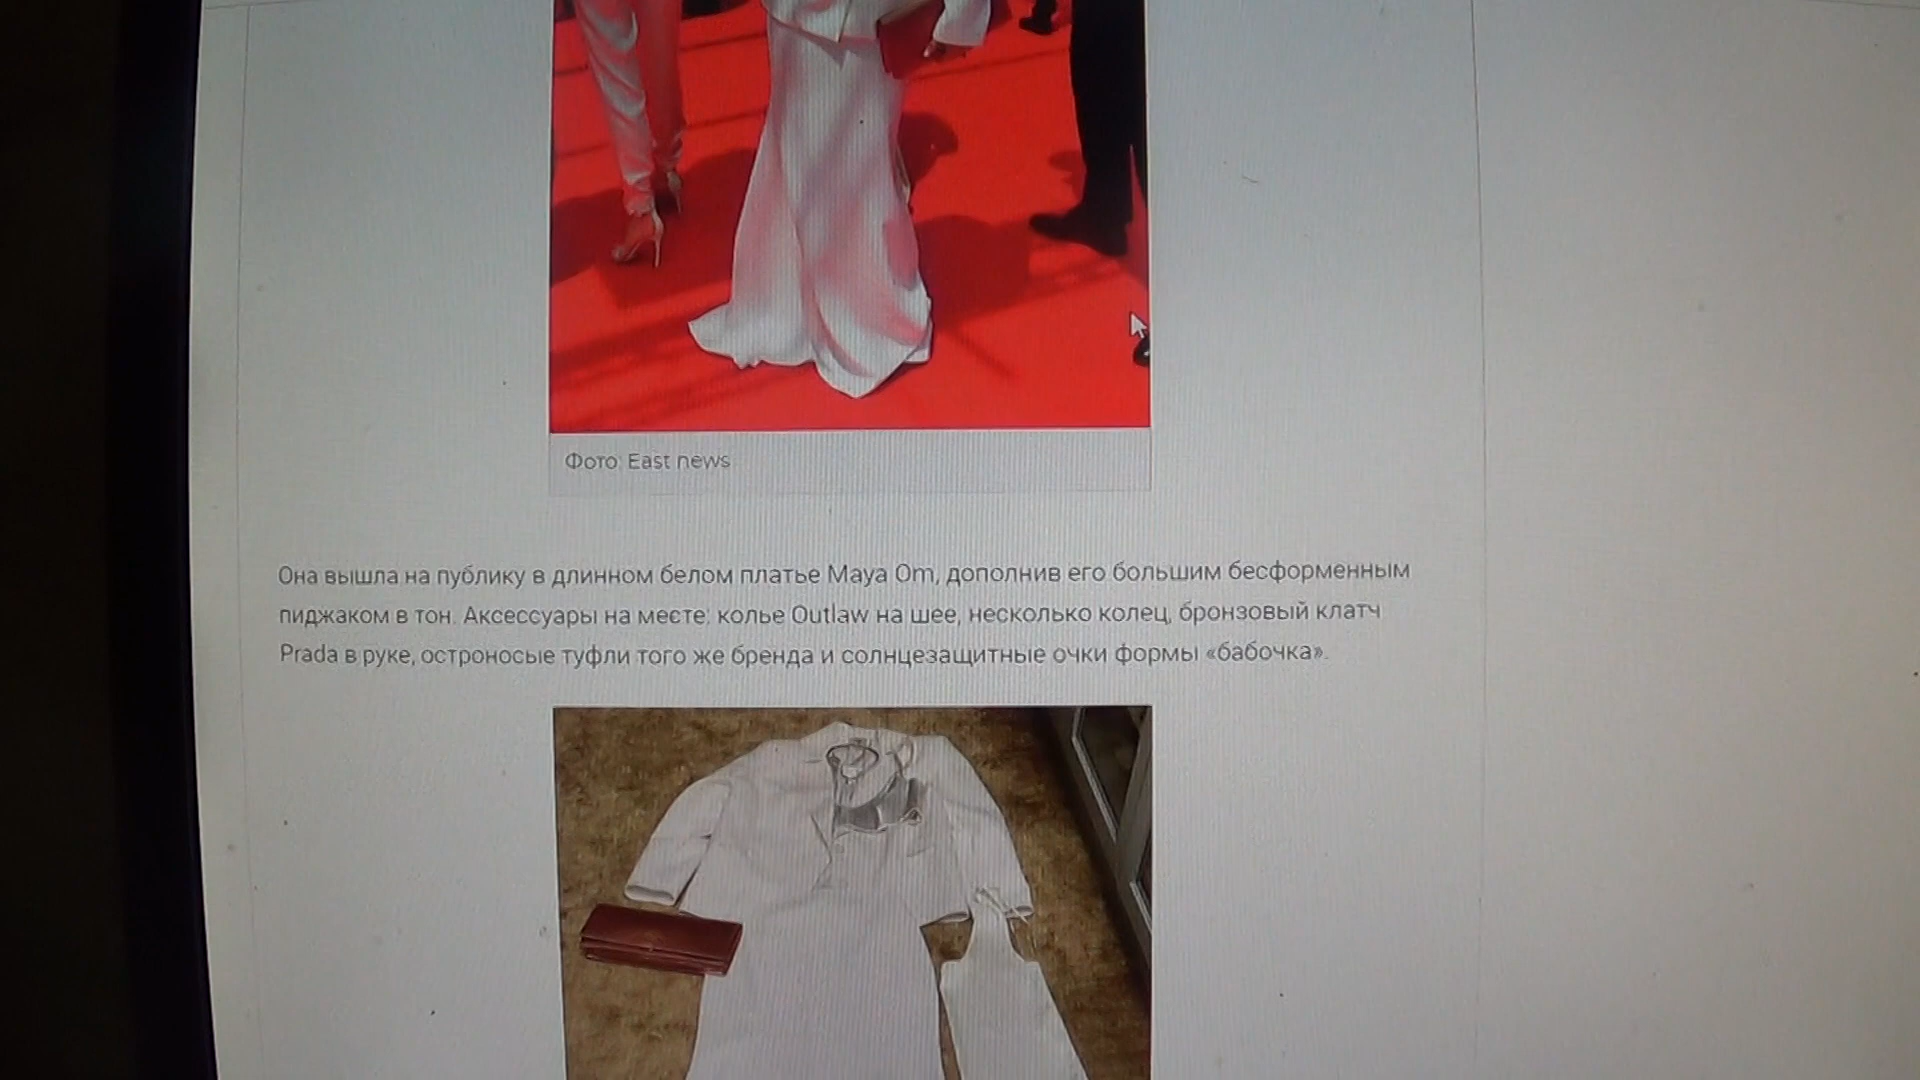 Фото: East news
Она вышла на публику в длинном белом платье Maya Om, дополнив его большим бесформенным
пиджаком в тон. Аксессуары на месте: колье Outlaw на шее, несколько колец, бронзовый клатч
Prada в руке, остроносые туфли того же бренда и солнцезащитные очки формы «бабочка».